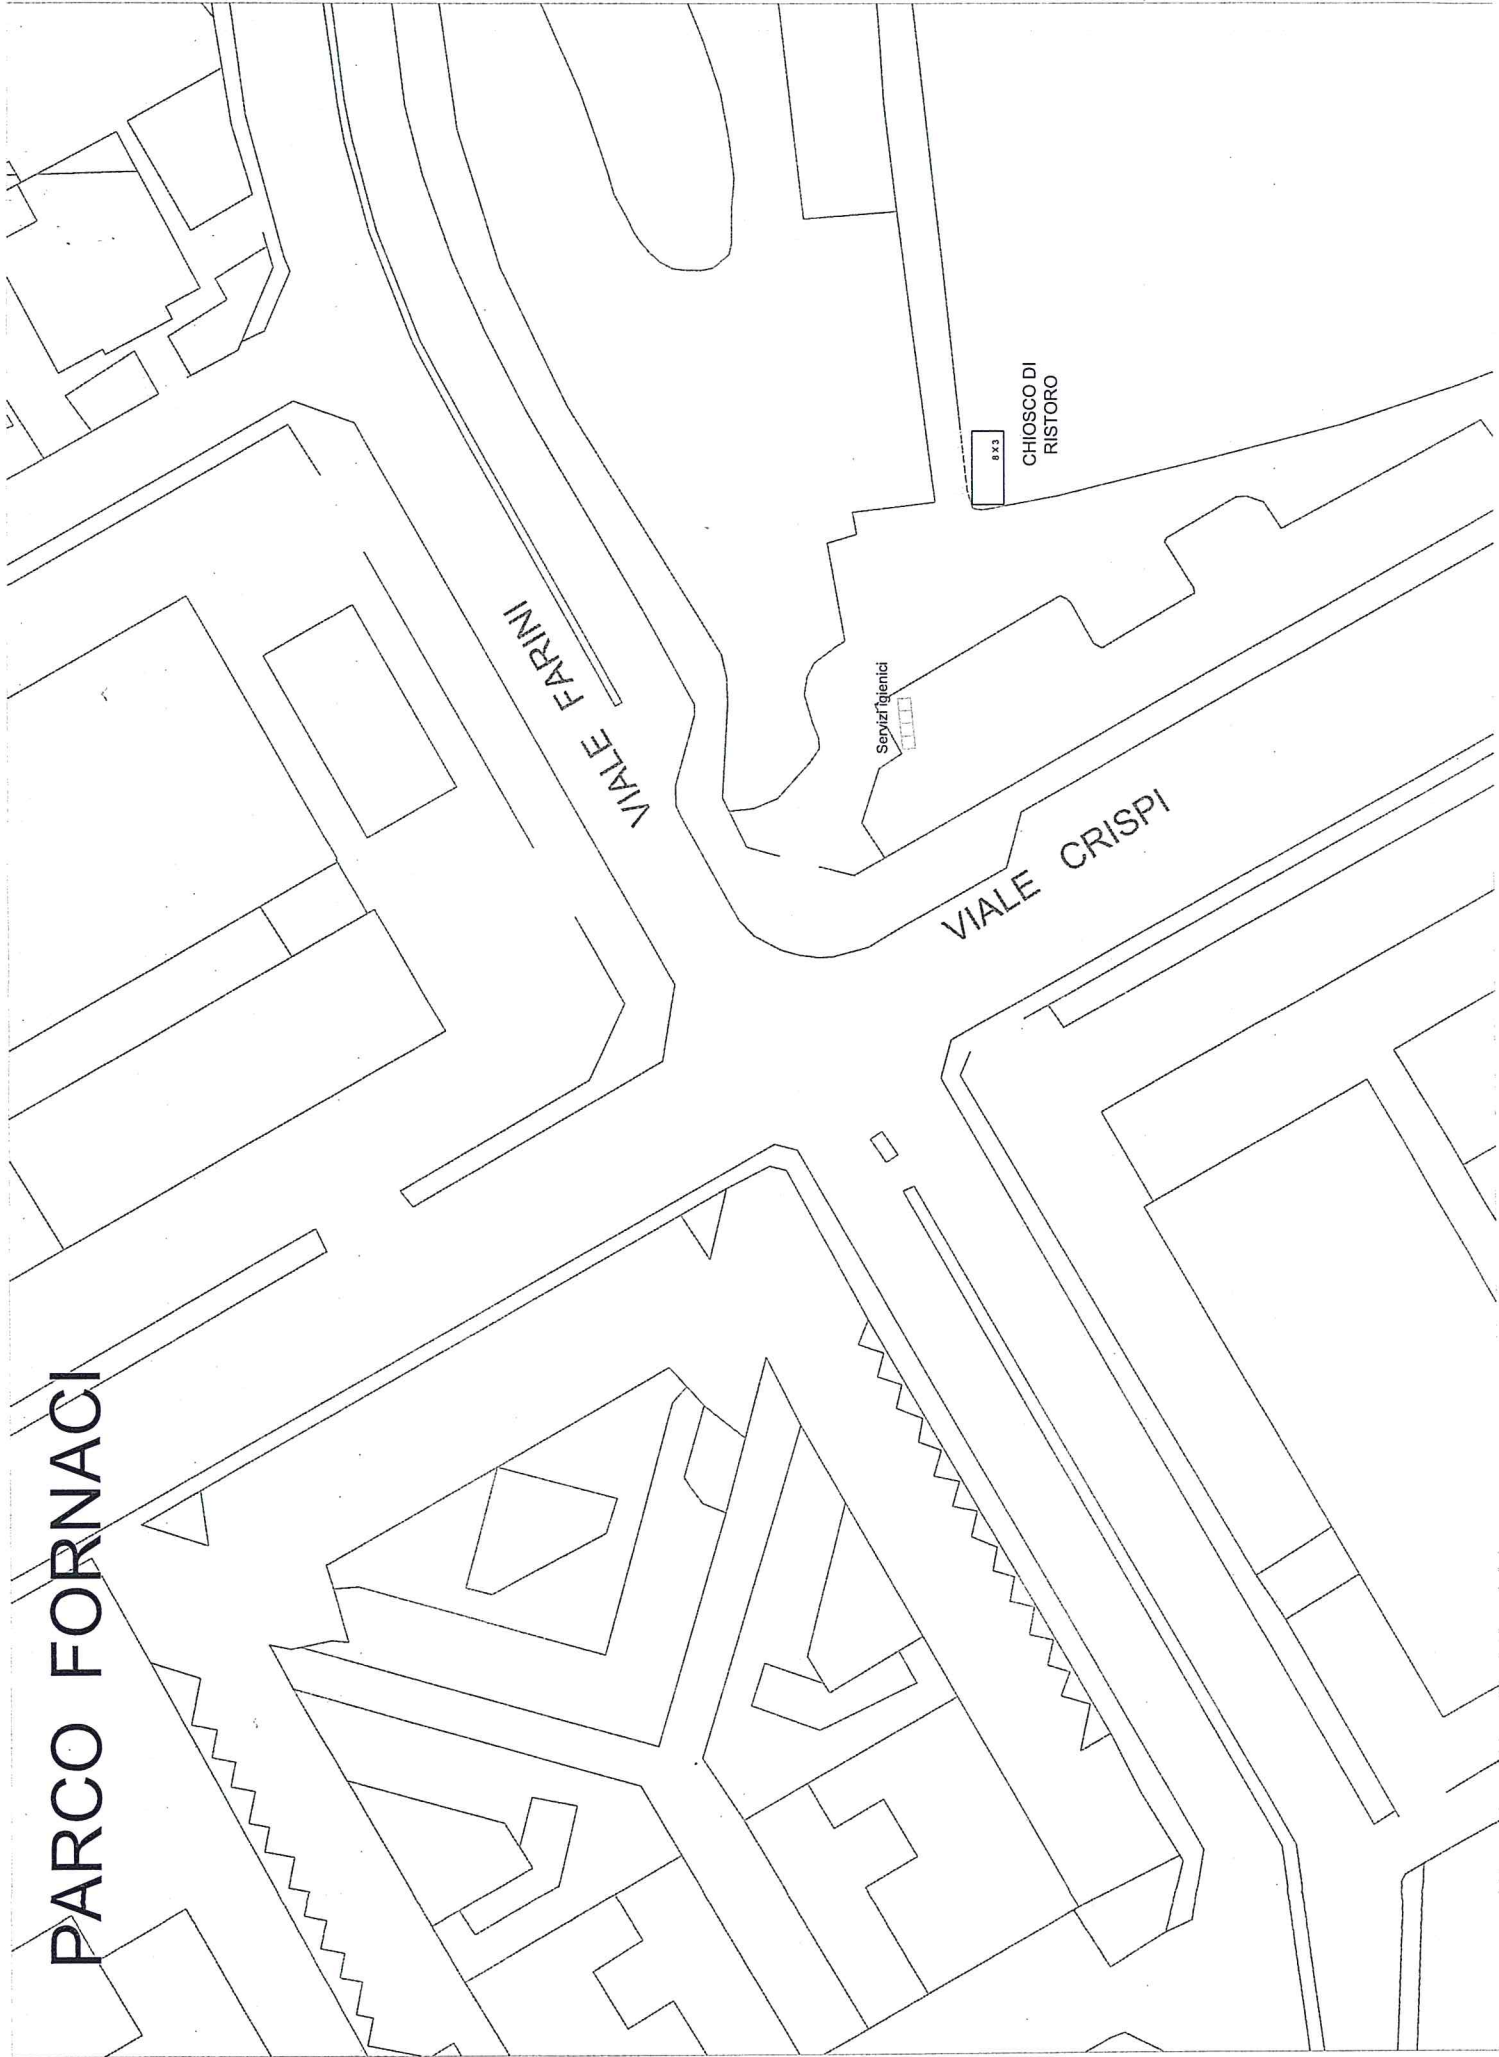 PARCO FORNACI
VIALE FARINI
VIALE CRISPI
Servizi igienici
8 X 3
CHIOSCO DI
RISTORO